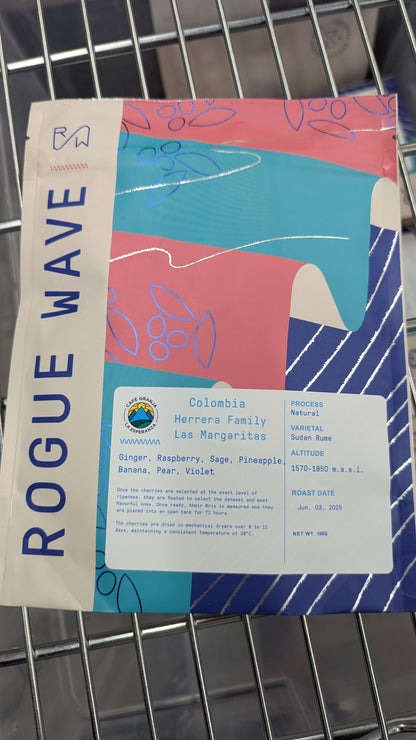 RW
ROGUE WAVE
CAFE GRANJA
LA ESPERANZA
Colombia
Herrera Family
Las Margaritas
Ginger, Raspberry, Sage, Pineapple,
Banana, Pear, Violet
Once the cherries are selected at the exact level of
ripeness, they are floated to select the densest and most
flavorful ones. Once ready, their Brix is measured and they
are placed into an open tank for 72 hours.
The cherries are dried in mechanical dryers over 8 to 12
days, maintaining a consistent temperature of 38°C.
PROCESS
Natural
VARIETAL
Sudan Rume
ALTITUDE
1570-1850 m.a.s.l.
ROAST DATE
Jun. 03, 2025
NET WT. 100G